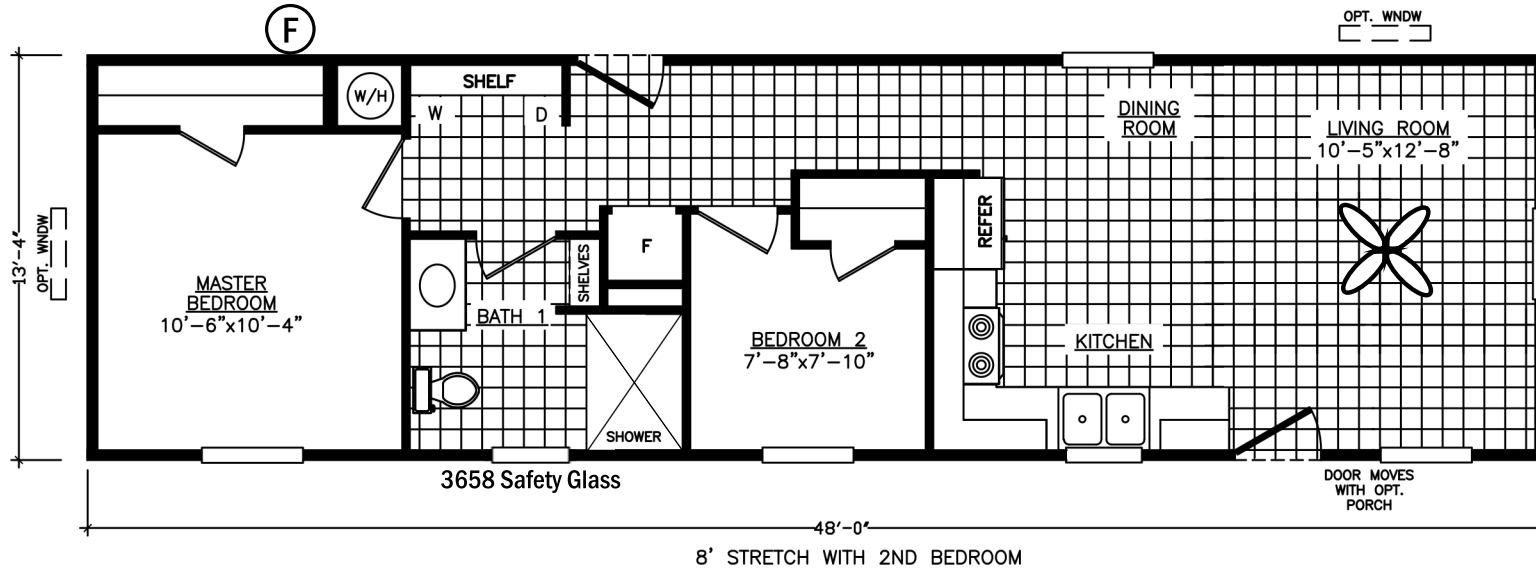 F
OPT. WNDW
SHELF
W/H
W
D
DINING
ROOM
LIVING ROOM
10'-5"x12'-8"
13'-4"
OPT. WNDW
REFER
F
SHELVES
MASTER
BEDROOM
10'-6"x10'-4"
BATH 1
BEDROOM 2
7'-8"x7'-10"
KITCHEN
SHOWER
3658 Safety Glass
DOOR MOVES
WITH OPT.
PORCH
48'-0"
8' STRETCH WITH 2ND BEDROOM